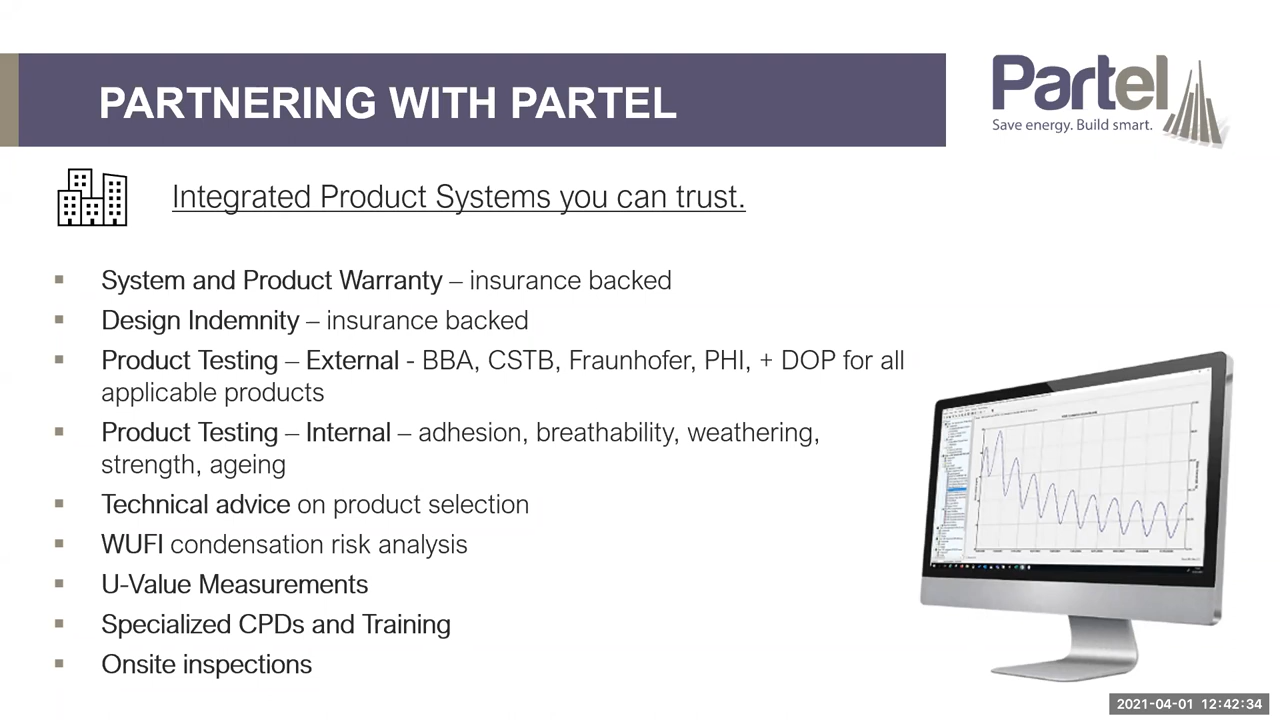 PARTNERING WITH PARTEL
Partel
Save energy. Build smart.
Integrated Product Systems you can trust.
▪ System and Product Warranty – insurance backed
▪ Design Indemnity – insurance backed
▪ Product Testing – External - BBA, CSTB, Fraunhofer, PHI, + DOP for all
applicable products
▪ Product Testing – Internal – adhesion, breathability, weathering,
strength, ageing
▪ Technical advice on product selection
▪ WUFI condensation risk analysis
▪ U-Value Measurements
▪ Specialized CPDs and Training
▪ Onsite inspections
2021-04-01 12:42:34